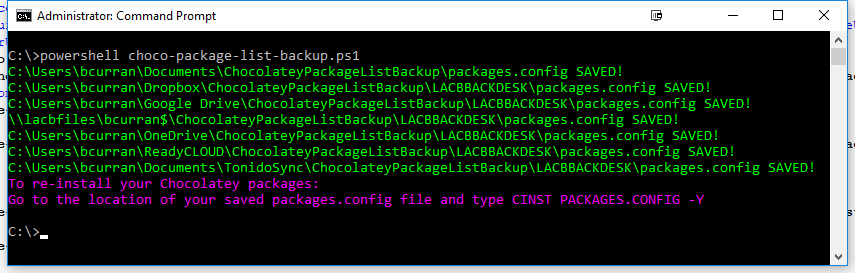 Administrator: Command Prompt
C:\>powershell choco-package-list-backup.ps1
C:\Users\bcurran\Documents\ChocolateyPackageListBackup\packages.config SAVED!
C:\Users\bcurran\Dropbox\ChocolateyPackageListBackup\LACBBACKDESK\packages.config SAVED!
C:\Users\bcurran\Google Drive\ChocolateyPackageListBackup\LACBBACKDESK\packages.config SAVED!
\\lacbfiles\bcurran$\ChocolateyPackageListBackup\LACBBACKDESK\packages.config SAVED!
C:\Users\bcurran\OneDrive\ChocolateyPackageListBackup\LACBBACKDESK\packages.config SAVED!
C:\Users\bcurran\ReadyCLOUD\ChocolateyPackageListBackup\LACBBACKDESK\packages.config SAVED!
C:\Users\bcurran\Documents\TonidoSync\ChocolateyPackageListBackup\LACBBACKDESK\packages.config SAVED!
To re-install your Chocolatey packages:
Go to the location of your saved packages.config file and type CINST PACKAGES.CONFIG -Y
C:\>